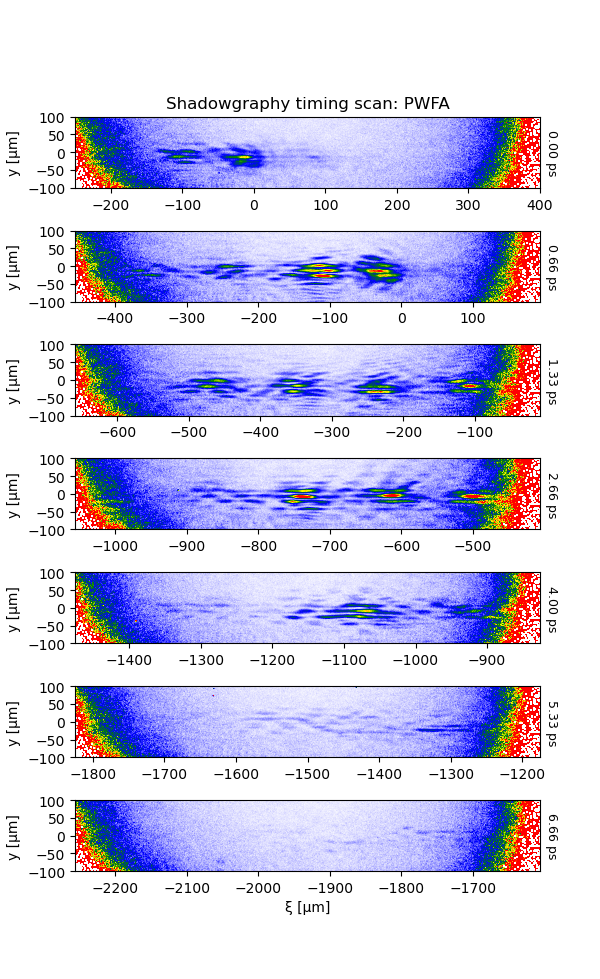 Shadowgraphy timing scan: PWFA
100
50
0
−50
−100
y [μm]
−200 −100 0 100 200 300 400
0.00 ps
100
50
0
−50
−100
y [μm]
−400 −300 −200 −100 0 100
0.66 ps
100
50
0
−50
−100
y [μm]
−600 −500 −400 −300 −200 −100
1.33 ps
100
50
0
−50
−100
y [μm]
−1000 −900 −800 −700 −600 −500
2.66 ps
100
50
0
−50
−100
y [μm]
−1400 −1300 −1200 −1100 −1000 −900
4.00 ps
100
50
0
−50
−100
y [μm]
−1800 −1700 −1600 −1500 −1400 −1300 −1200
5.33 ps
100
50
0
−50
−100
y [μm]
−2200 −2100 −2000 −1900 −1800 −1700
6.66 ps
ξ [μm]